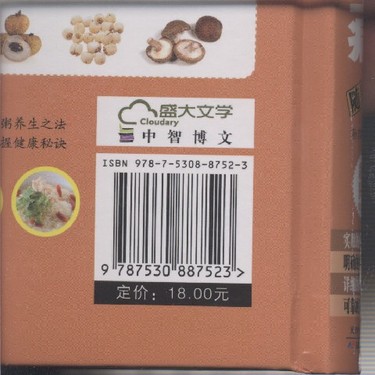 盛大文学
Cloudary
中智博文
粥养生之法
握健康秘诀
ISBN 978-7-5308-8752-3
9 787530 887523>
定价：18.00元